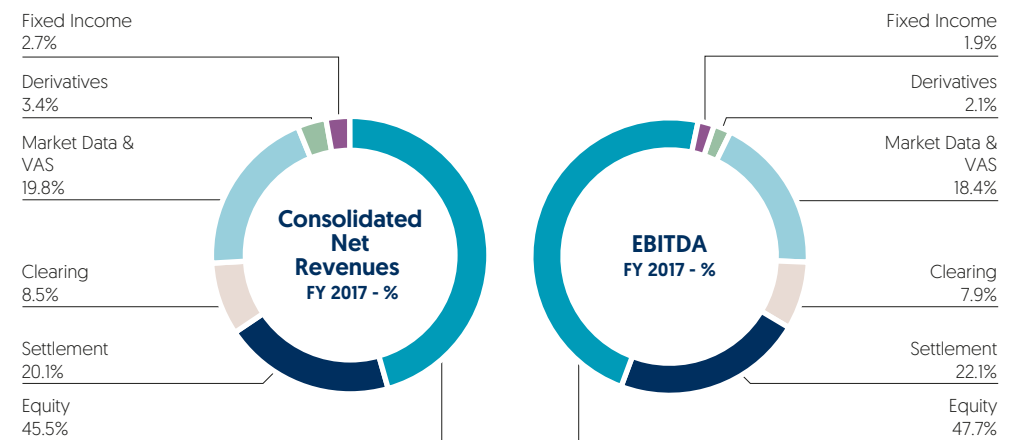 Fixed Income
2.7%
Derivatives
3.4%
Market Data &
VAS
19.8%
Clearing
8.5%
Settlement
20.1%
Equity
45.5%
Consolidated
Net
Revenues
FY 2017 - %
EBITDA
FY 2017 - %
Fixed Income
1.9%
Derivatives
2.1%
Market Data &
VAS
18.4%
Clearing
7.9%
Settlement
22.1%
Equity
47.7%